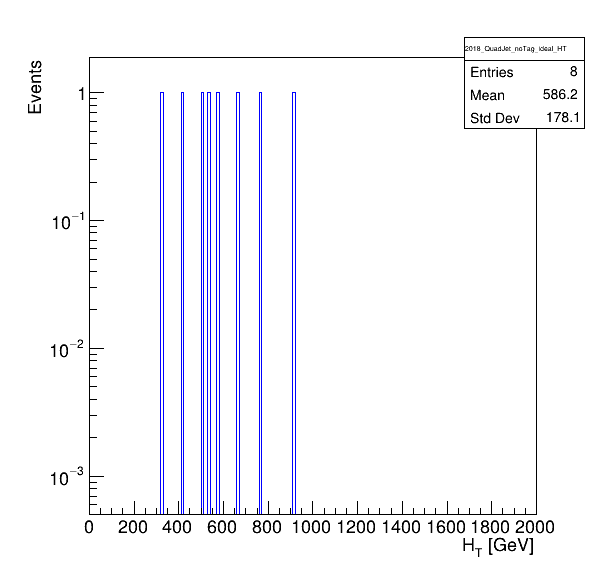 2018_QuadJet_noTag_ideal_HT
Entries 8
Mean 586.2
Std Dev 178.1
Events
1
10⁻¹
10⁻²
10⁻³
0 200 400 600 800 1000 1200 1400 1600 1800 2000
H_T [GeV]